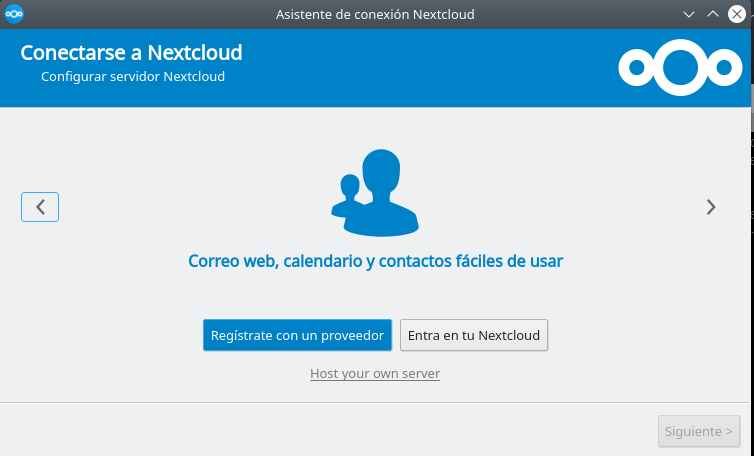 Asistente de conexión Nextcloud
Conectarse a Nextcloud
Configurar servidor Nextcloud
Correo web, calendario y contactos fáciles de usar
Regístrate con un proveedor
Entra en tu Nextcloud
Host your own server
Siguiente >